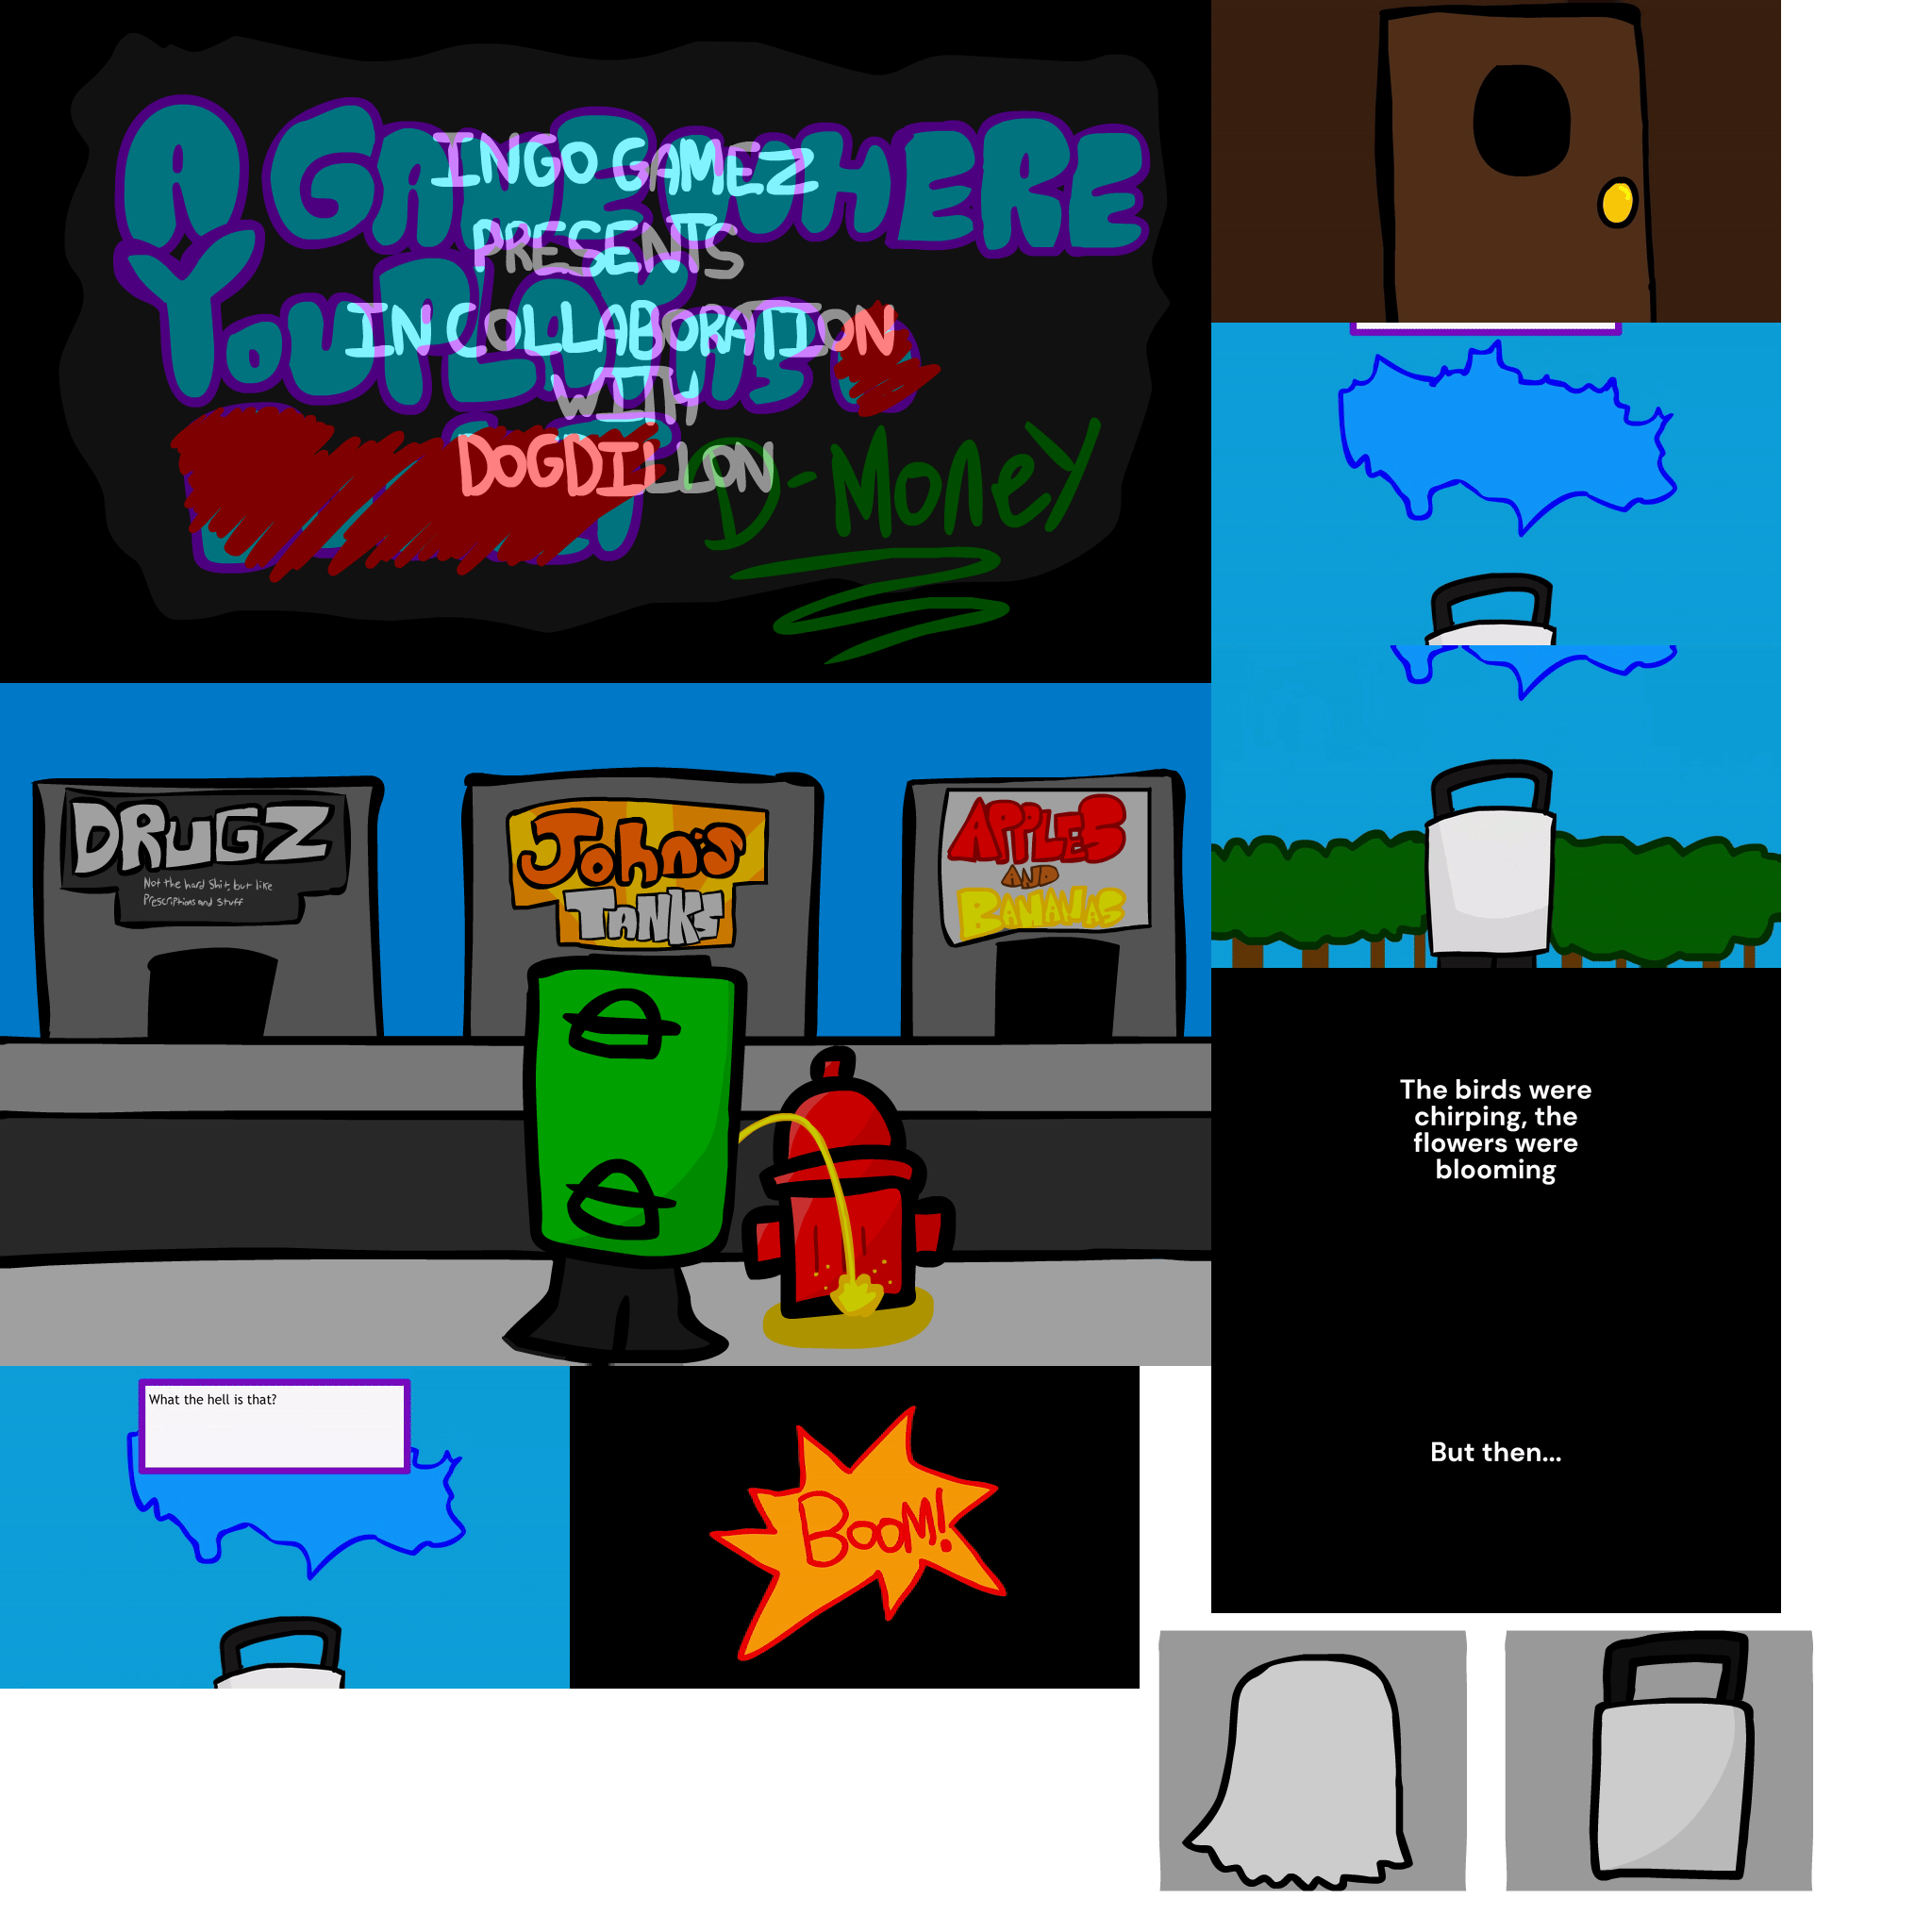 A GAME WHERE
YOU PLAY AS
D-Money
INGO GAMEZ
PRESENTS
IN COLLABORATION
WITH
DOGDILLON
DRUGZ
Not the hard shit, but like
Prescriptions and stuff
John's
TANKS
APPLES
AND
BANANAS
The birds were
chirping, the
flowers were
blooming
But then...
What the hell is that?
BOOM!